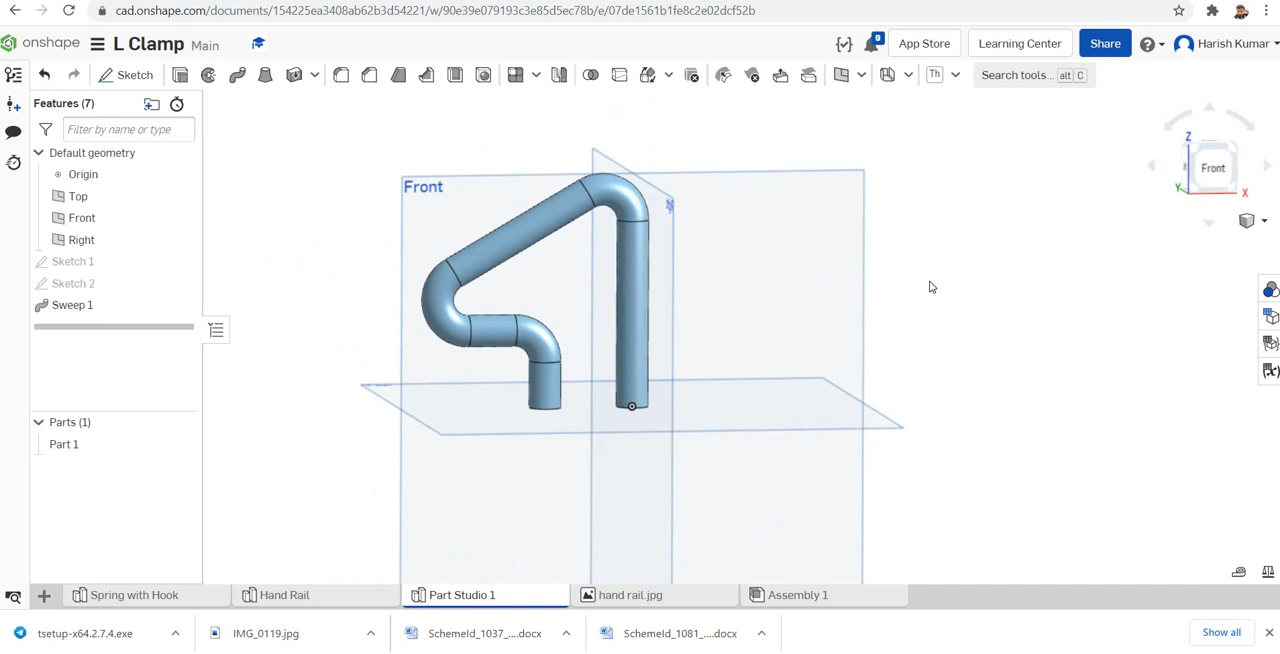 cad.onshape.com/documents/154225ea3408ab62b3d54221/w/90e39e079193c3e85d5ec78b/e/07de1561b1fe8c2e02dcf52b
onshape L Clamp Main 9 App Store Learning Center Share Harish Kumar
Sketch Th Search tools... alt C
Features (7)
Filter by name or type
Default geometry
Origin
Top
Front
Right
Sketch 1
Sketch 2
Sweep 1
Parts (1)
Part 1
Front
Z
Front
Y
X
Spring with Hook Hand Rail Part Studio 1 hand rail.jpg Assembly 1
tsetup-x64.2.7.4.exe IMG_0119.jpg SchemeId_1037_....docx SchemeId_1081_....docx Show all